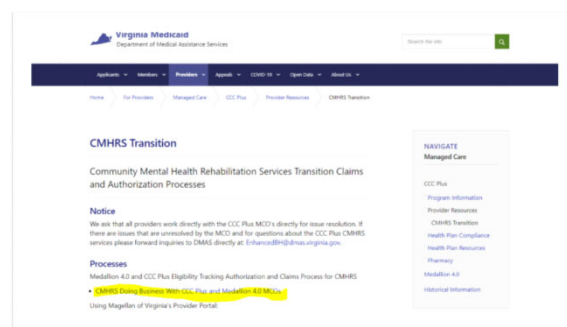 Virginia Medicaid
Department of Medical Assistance Services
Search the site
Applicants Members Providers Appeals COVID-19 Open Data About Us
Home For Providers Managed Care CCC Plus Provider Resources CMHRS Transition
CMHRS Transition
Community Mental Health Rehabilitation Services Transition Claims
and Authorization Processes
Notice
We ask that all providers work directly with the CCC Plus MCO's directly for issue resolution. If
there are issues that are unresolved by the MCO and for questions about the CCC Plus CMHRS
services please forward inquiries to DMAS directly at: EnhancedBH@dmas.virginia.gov.
Processes
Medallion 4.0 and CCC Plus Eligibility Tracking Authorization and Claims Process for CMHRS
• CMHRS Doing Business With CCC Plus and Medallion 4.0 MCOs
Using Magellan of Virginia's Provider Portal:
NAVIGATE
Managed Care
CCC Plus
Program Information
Provider Resources
CMHRS Transition
Health Plan Compliance
Health Plan Resources
Pharmacy
Medallion 4.0
Historical Information